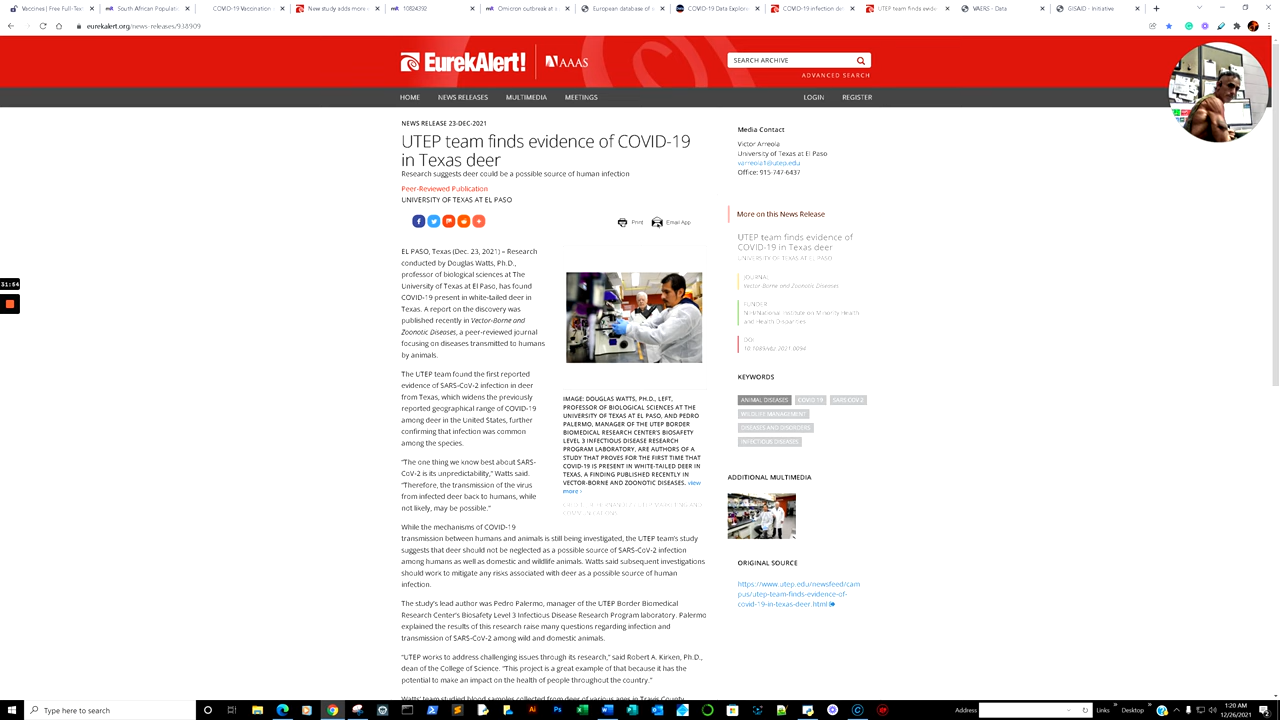 Vaccines | Free Full-Text
South African Populati
COVID-19 Vaccination
New study adds more
10824392
Omicron outbreak at
European database of s
COVID-19 Data Explore
COVID-19 infection de
UTEP team finds evide
VAERS - Data
GISAID - Initiative
eurekalert.org/news-releases/938909
EurekAlert!
AAAS
SEARCH ARCHIVE
ADVANCED SEARCH
HOME
NEWS RELEASES
MULTIMEDIA
MEETINGS
LOGIN
REGISTER
NEWS RELEASE 23-DEC-2021
UTEP team finds evidence of COVID-19
in Texas deer
Research suggests deer could be a possible source of human infection
Peer-Reviewed Publication
UNIVERSITY OF TEXAS AT EL PASO
Print
Email App
EL PASO, Texas (Dec. 23, 2021) – Research
conducted by Douglas Watts, Ph.D.,
professor of biological sciences at The
University of Texas at El Paso, has found
COVID-19 present in white-tailed deer in
Texas. A report on the discovery was
published recently in Vector-Borne and
Zoonotic Diseases, a peer-reviewed journal
focusing on diseases transmitted to humans
by animals.
The UTEP team found the first reported
evidence of SARS-CoV-2 infection in deer
from Texas, which widens the previously
reported geographical range of COVID-19
among deer in the United States, further
confirming that infection was common
among the species.
“The one thing we know best about SARS-
CoV-2 is its unpredictability,” Watts said.
“Therefore, the transmission of the virus
from infected deer back to humans, while
not likely, may be possible.”
IMAGE: DOUGLAS WATTS, PH.D., LEFT,
PROFESSOR OF BIOLOGICAL SCIENCES AT THE
UNIVERSITY OF TEXAS AT EL PASO, AND PEDRO
PALERMO, MANAGER OF THE UTEP BORDER
BIOMEDICAL RESEARCH CENTER'S BIOSAFETY
LEVEL 3 INFECTIOUS DISEASE RESEARCH
PROGRAM LABORATORY, ARE AUTHORS OF A
STUDY THAT PROVES FOR THE FIRST TIME THAT
COVID-19 IS PRESENT IN WHITE-TAILED DEER IN
TEXAS, A FINDING PUBLISHED RECENTLY IN
VECTOR-BORNE AND ZOONOTIC DISEASES. view
more ›
While the mechanisms of COVID-19
transmission between humans and animals is still being investigated, the UTEP team's study
suggests that deer should not be neglected as a possible source of SARS-CoV-2 infection
among humans as well as domestic and wildlife animals. Watts said subsequent investigations
should work to mitigate any risks associated with deer as a possible source of human
infection.
The study's lead author was Pedro Palermo, manager of the UTEP Border Biomedical
Research Center's Biosafety Level 3 Infectious Disease Research Program laboratory. Palermo
explained the results of this research raise many questions regarding infection and
transmission of SARS-CoV-2 among wild and domestic animals.
“UTEP works to address challenging issues through its research,” said Robert A. Kirken, Ph.D.,
dean of the College of Science. “This project is a great example of that because it has the
potential to make an impact on the health of people throughout the country.”
Watts' team studied blood samples collected from deer of various ages in Travis County,
Media Contact
Victor Arreola
University of Texas at El Paso
varreola1@utep.edu
Office: 915-747-6437
More on this News Release
UTEP team finds evidence of
COVID-19 in Texas deer
UNIVERSITY OF TEXAS AT EL PASO
JOURNAL
Vector-Borne and Zoonotic Diseases
FUNDER
NIH/National Institute on Minority Health
and Health Disparities
DOI
KEYWORDS
ANIMAL DISEASES
COVID 19
SARS COV 2
WILDLIFE MANAGEMENT
DISEASES AND DISORDERS
INFECTIOUS DISEASES
ADDITIONAL MULTIMEDIA
ORIGINAL SOURCE
https://www.utep.edu/newsfeed/cam
pus/utep-team-finds-evidence-of-
covid-19-in-texas-deer.html
31:54
Type here to search
Address
Links
Desktop
1:20 AM
12/26/2021